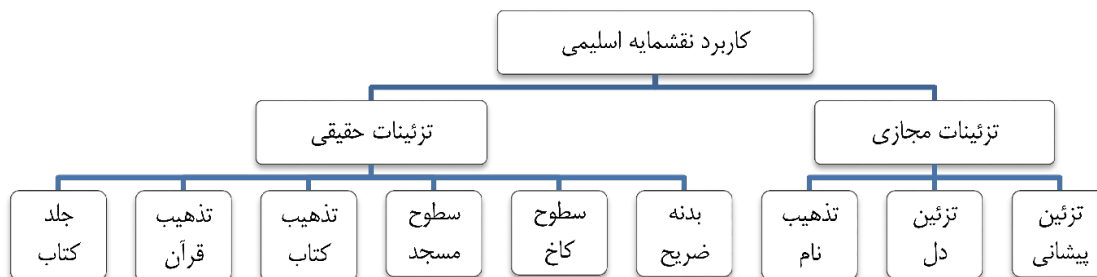 کاربرد نقشمایه اسلیمی
تزئینات مجازی
تزئینات حقیقی
تزئین
پیشانی
تزئین
دل
تذهیب
نام
بدنه
ضریح
سطوح
کاخ
سطوح
مسجد
تذهیب
کتاب
تذهیب
قرآن
جلد
کتاب